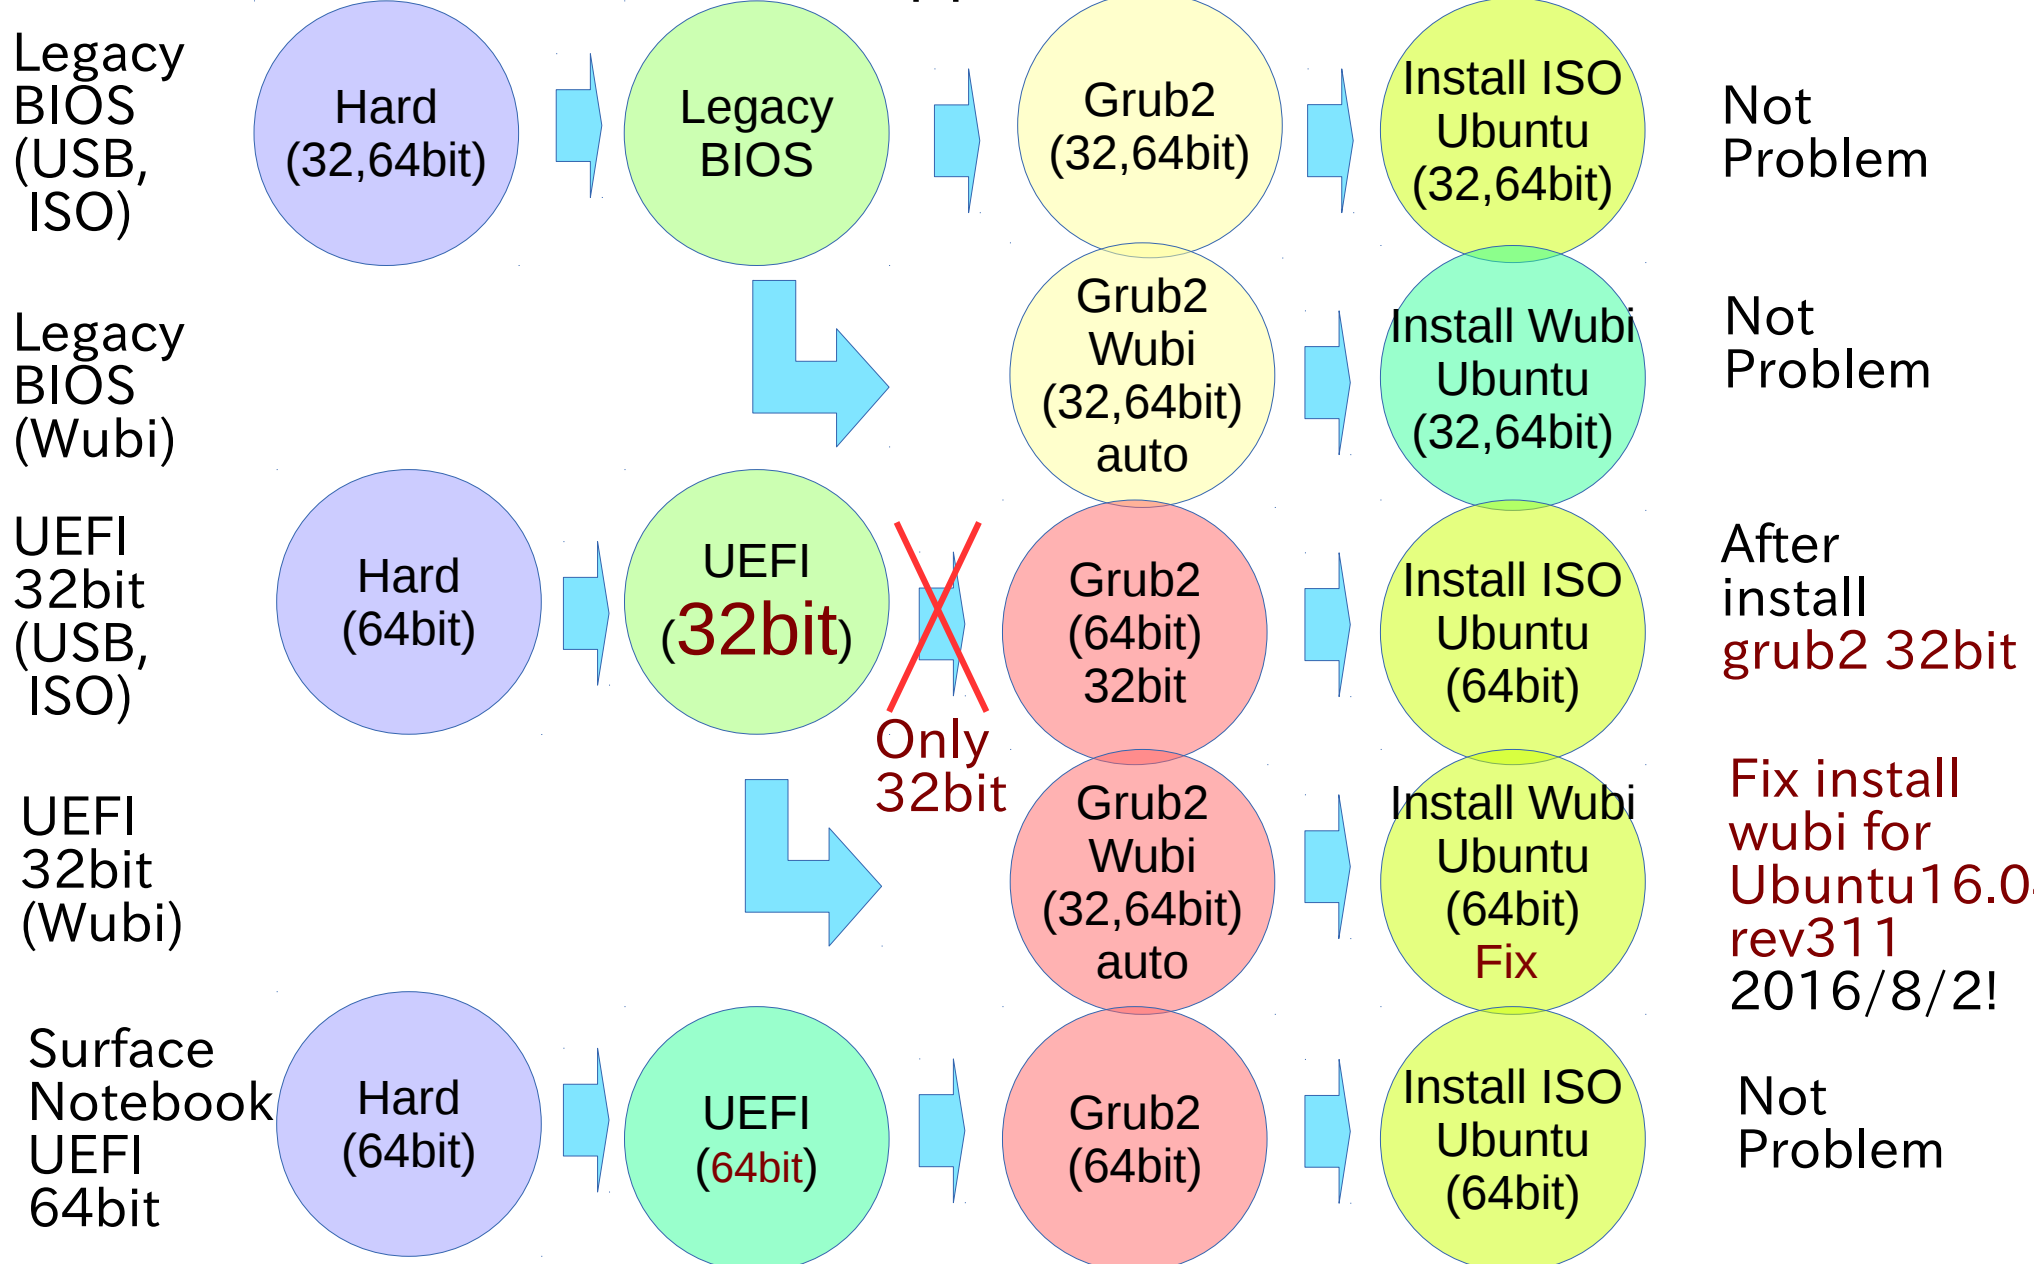 Legacy
BIOS
(USB,
ISO)
Hard
(32,64bit)
Legacy
BIOS
Grub2
(32,64bit)
Install ISO
Ubuntu
(32,64bit)
Not
Problem
Legacy
BIOS
(Wubi)
Grub2
Wubi
(32,64bit)
auto
Install Wubi
Ubuntu
(32,64bit)
Not
Problem
UEFI
32bit
(USB,
ISO)
Hard
(64bit)
UEFI
(32bit)
Only
32bit
Grub2
(64bit)
32bit
Install ISO
Ubuntu
(64bit)
After
install
grub2 32bit
UEFI
32bit
(Wubi)
Grub2
Wubi
(32,64bit)
auto
Install Wubi
Ubuntu
(64bit)
Fix
Fix install
wubi for
Ubuntu16.0
rev311
2016/8/2!
Surface
Notebook
UEFI
64bit
Hard
(64bit)
UEFI
(64bit)
Grub2
(64bit)
Install ISO
Ubuntu
(64bit)
Not
Problem